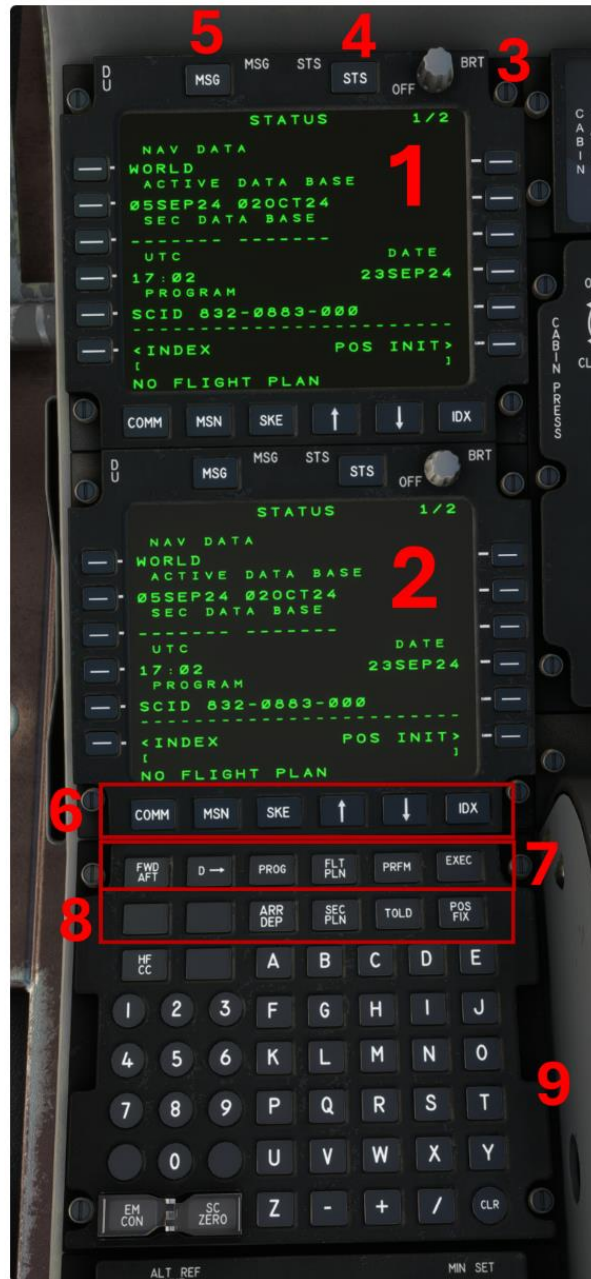 5 4
D U MSG MSG STS STS OFF BRT 3
STATUS 1/2
NAV DATA
WORLD
ACTIVE DATA BASE
05SEP24 02OCT24
SEC DATA BASE
------- -------
UTC DATE
17:02 23SEP24
PROGRAM
SCID 832-0883-000
--------------------------
<INDEX POS INIT>
[ ]
NO FLIGHT PLAN
1
COMM MSN SKE ↑ ↓ IDX
D U MSG MSG STS STS OFF BRT
STATUS 1/2
NAV DATA
WORLD
ACTIVE DATA BASE
05SEP24 02OCT24
SEC DATA BASE
------- -------
UTC DATE
17:02 23SEP24
PROGRAM
SCID 832-0883-000
--------------------------
<INDEX POS INIT>
[ ]
NO FLIGHT PLAN
2
6 COMM MSN SKE ↑ ↓ IDX
FWD AFT D→ PROG FLT PLN PRFM EXEC 7
8 ARR DEP SEC PLN TOLD POS FIX
HF CC A B C D E
1 2 3 F G H I J
4 5 6 K L M N O
7 8 9 P Q R S T
0 U V W X Y
EM CON SC ZERO Z - + / CLR
9
ALT REF MIN SET
CABIN
CABIN PRESS
CL